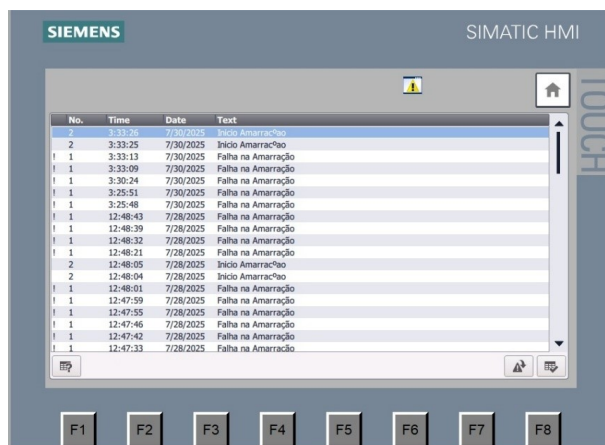 SIEMENS SIMATIC HMI
TOUCH
No. Time Date Text
2 3:33:26 7/30/2025 Inicio Amarracºao
2 3:33:25 7/30/2025 Inicio Amarracºao
! 1 3:33:13 7/30/2025 Falha na Amarração
! 1 3:33:09 7/30/2025 Falha na Amarração
! 1 3:30:24 7/30/2025 Falha na Amarração
! 1 3:25:51 7/30/2025 Falha na Amarração
! 1 3:25:48 7/30/2025 Falha na Amarração
! 1 12:48:43 7/28/2025 Falha na Amarração
! 1 12:48:39 7/28/2025 Falha na Amarração
! 1 12:48:32 7/28/2025 Falha na Amarração
! 1 12:48:21 7/28/2025 Falha na Amarração
2 12:48:05 7/28/2025 Inicio Amarracºao
2 12:48:04 7/28/2025 Inicio Amarracºao
! 1 12:48:01 7/28/2025 Falha na Amarração
! 1 12:47:59 7/28/2025 Falha na Amarração
! 1 12:47:55 7/28/2025 Falha na Amarração
! 1 12:47:46 7/28/2025 Falha na Amarração
! 1 12:47:42 7/28/2025 Falha na Amarração
! 1 12:47:33 7/28/2025 Falha na Amarração
F1 F2 F3 F4 F5 F6 F7 F8